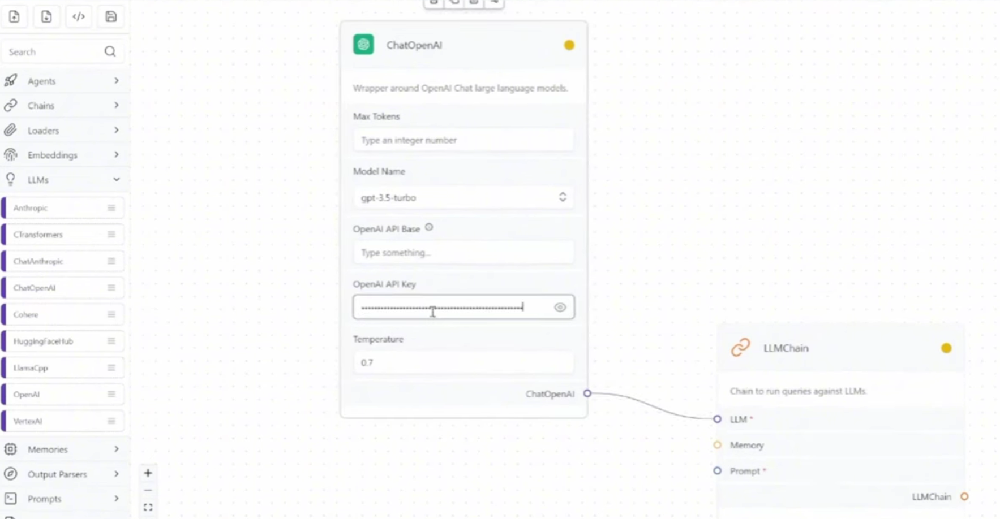 </>
Search
Agents
Chains
Loaders
Embeddings
LLMs
Anthropic
CTransformers
ChatAnthropic
ChatOpenAI
Cohere
HuggingFaceHub
LlamaCpp
OpenAI
VertexAI
Memories
Output Parsers
Prompts
ChatOpenAI
Wrapper around OpenAI Chat large language models.
Max Tokens
Type an integer number
Model Name
gpt-3.5-turbo
OpenAI API Base
Type something...
OpenAI API Key
Temperature
0.7
ChatOpenAI
LLMChain
Chain to run queries against LLMs.
LLM *
Memory
Prompt *
LLMChain